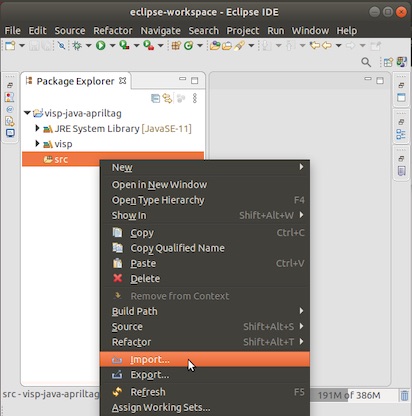 eclipse-workspace - Eclipse IDE
File Edit Source Refactor Navigate Search Project Run Window Help
Package Explorer
visp-java-apriltag
JRE System Library [JavaSE-11]
visp
src
New
Open in New Window
Open Type Hierarchy F4
Show In Shift+Alt+W
Copy Ctrl+C
Copy Qualified Name
Paste Ctrl+V
Delete
Remove from Context
Build Path
Source Shift+Alt+S
Refactor Shift+Alt+T
Import...
Export...
src - visp-java-apriltag
191M of 386M
Refresh F5
Assign Working Sets...